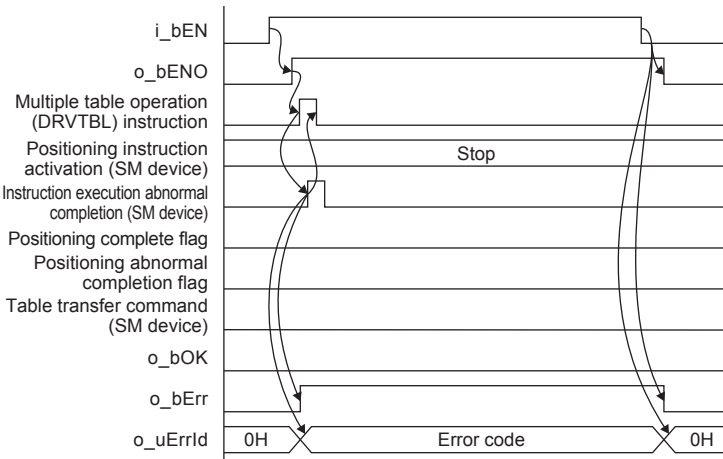 i_bEN
o_bENO
Multiple table operation
(DRVTBL) instruction
Positioning instruction
activation (SM device)
Stop
Instruction execution abnormal
completion (SM device)
Positioning complete flag
Positioning abnormal
completion flag
Table transfer command
(SM device)
o_bOK
o_bErr
o_uErrId
0H
Error code
0H